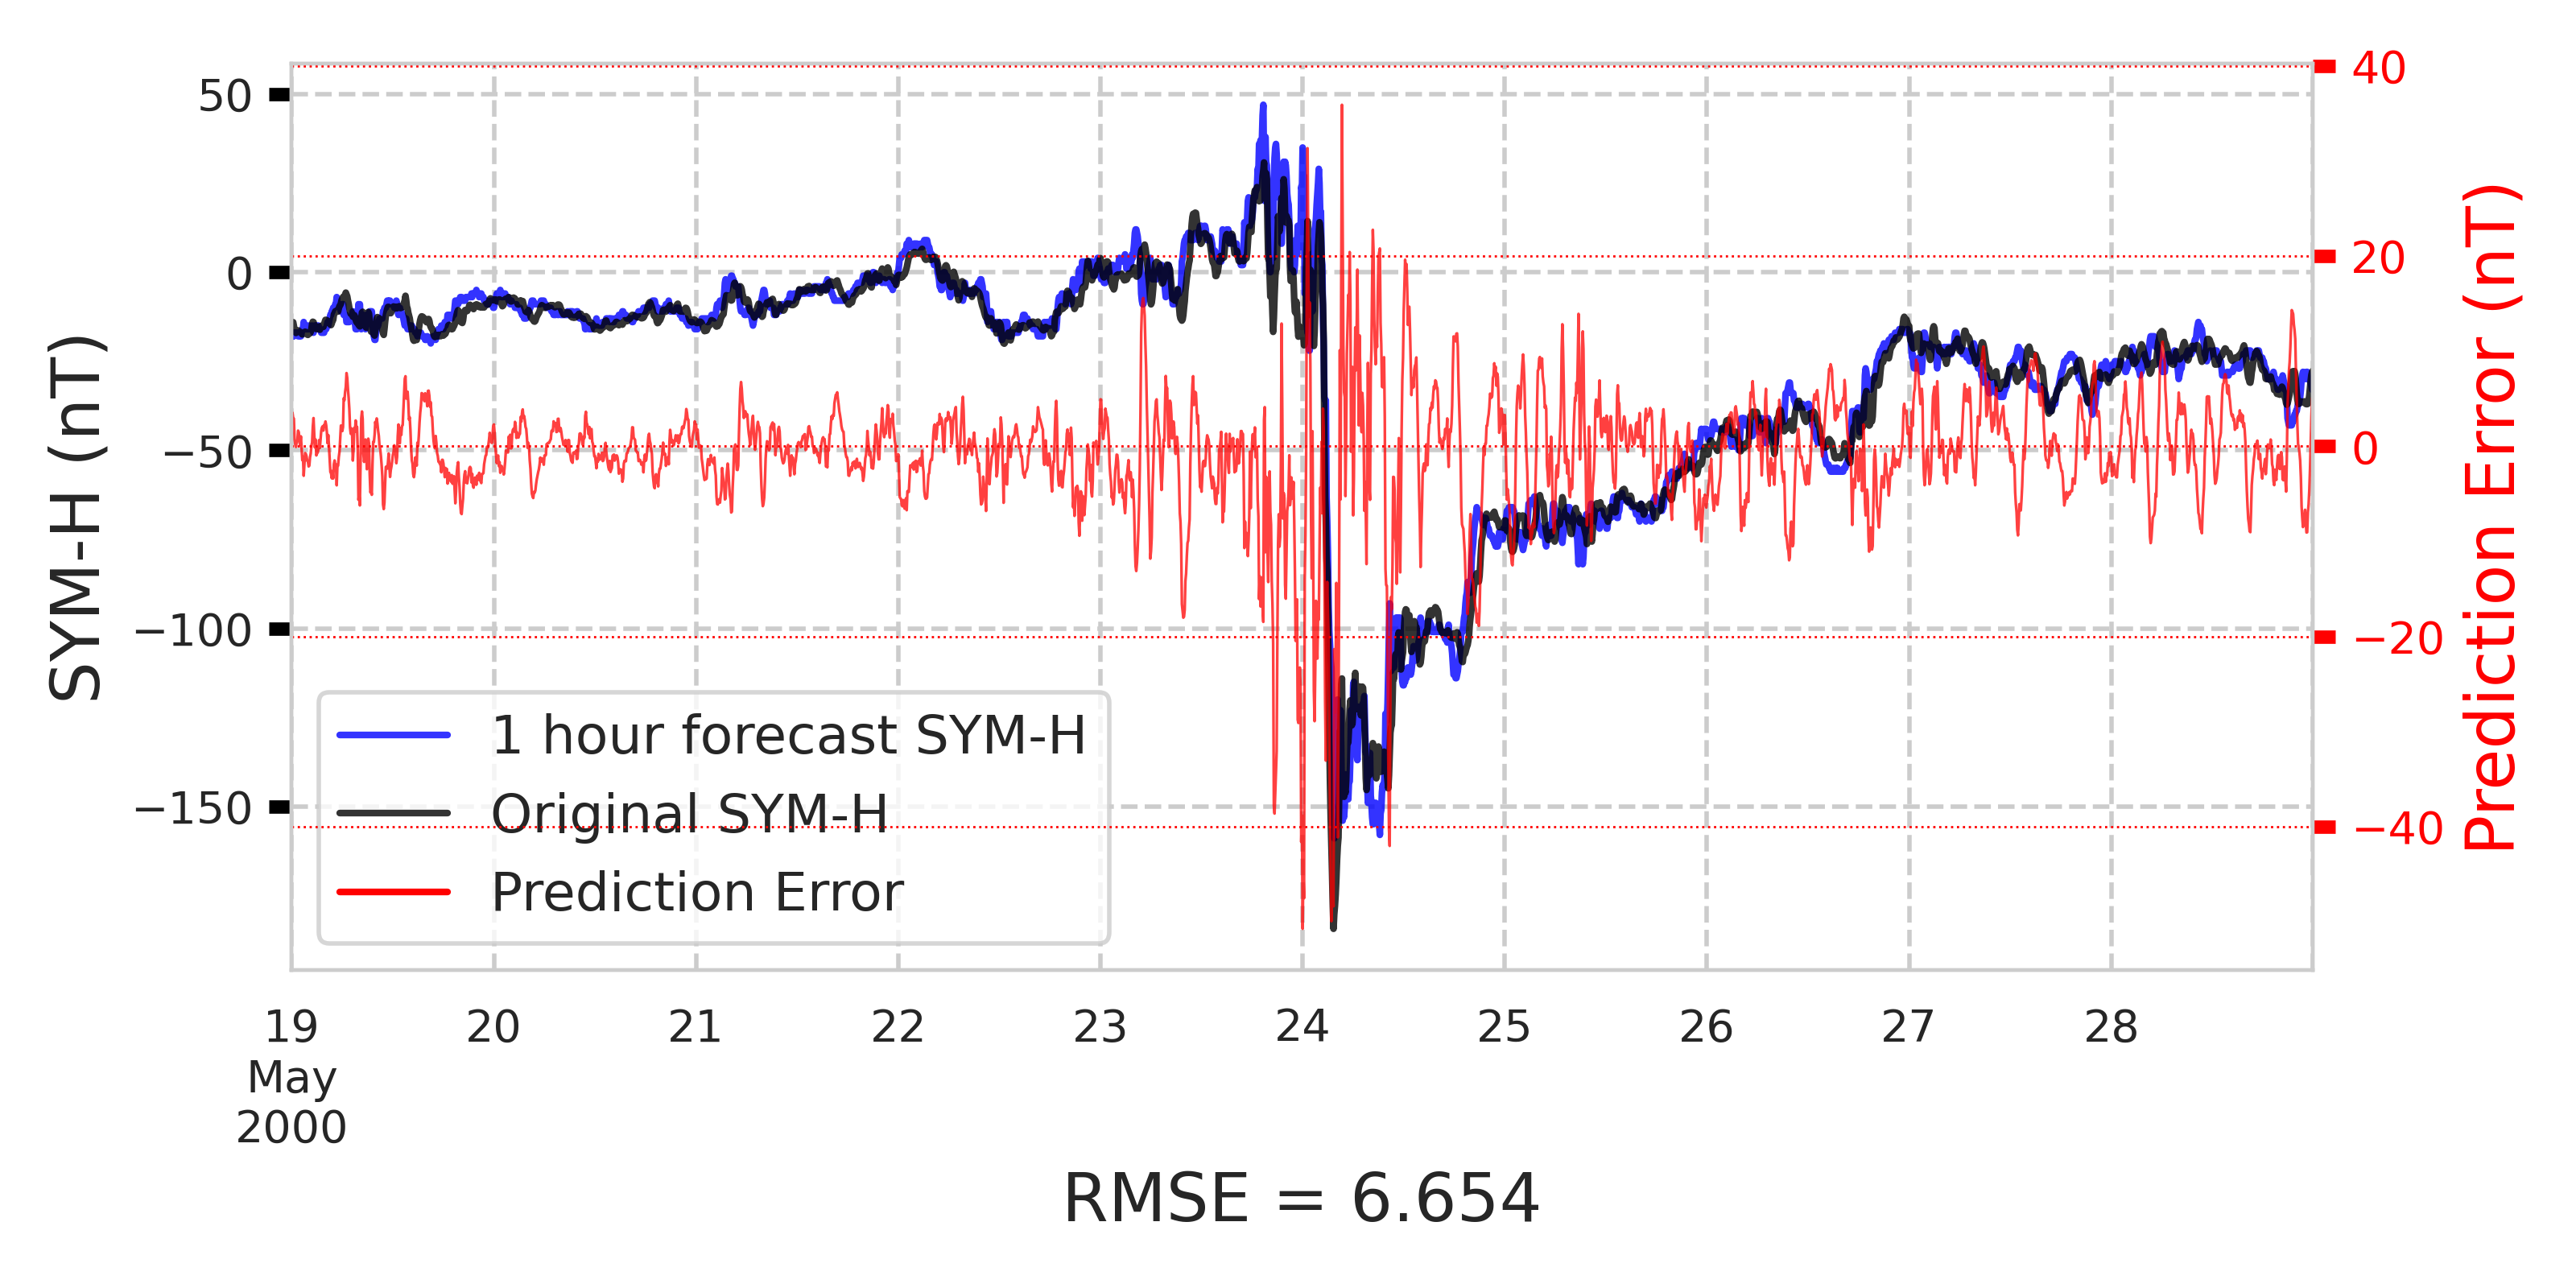 50
0
−50
−100
−150
SYM-H (nT)
40
20
0
−20
−40
Prediction Error (nT)
1 hour forecast SYM-H
Original SYM-H
Prediction Error
19 20 21 22 23 24 25 26 27 28
May
2000
RMSE = 6.654